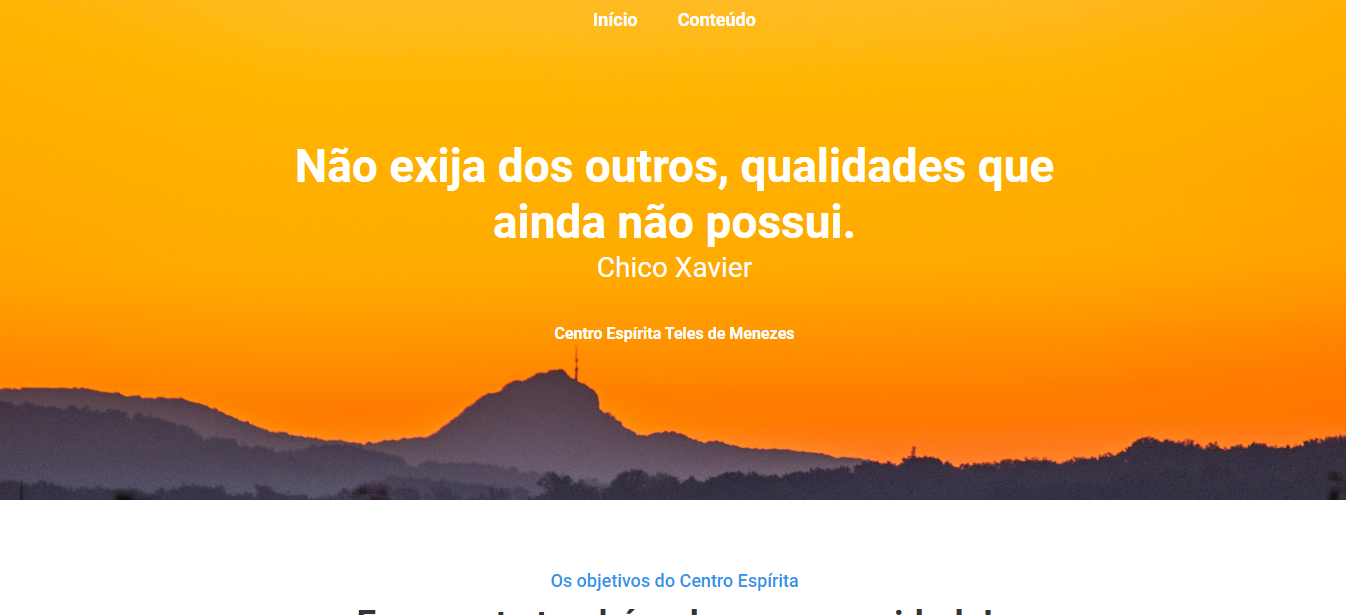 Início Conteúdo
Não exija dos outros, qualidades que
ainda não possui.
Chico Xavier
Centro Espírita Teles de Menezes
Os objetivos do Centro Espírita